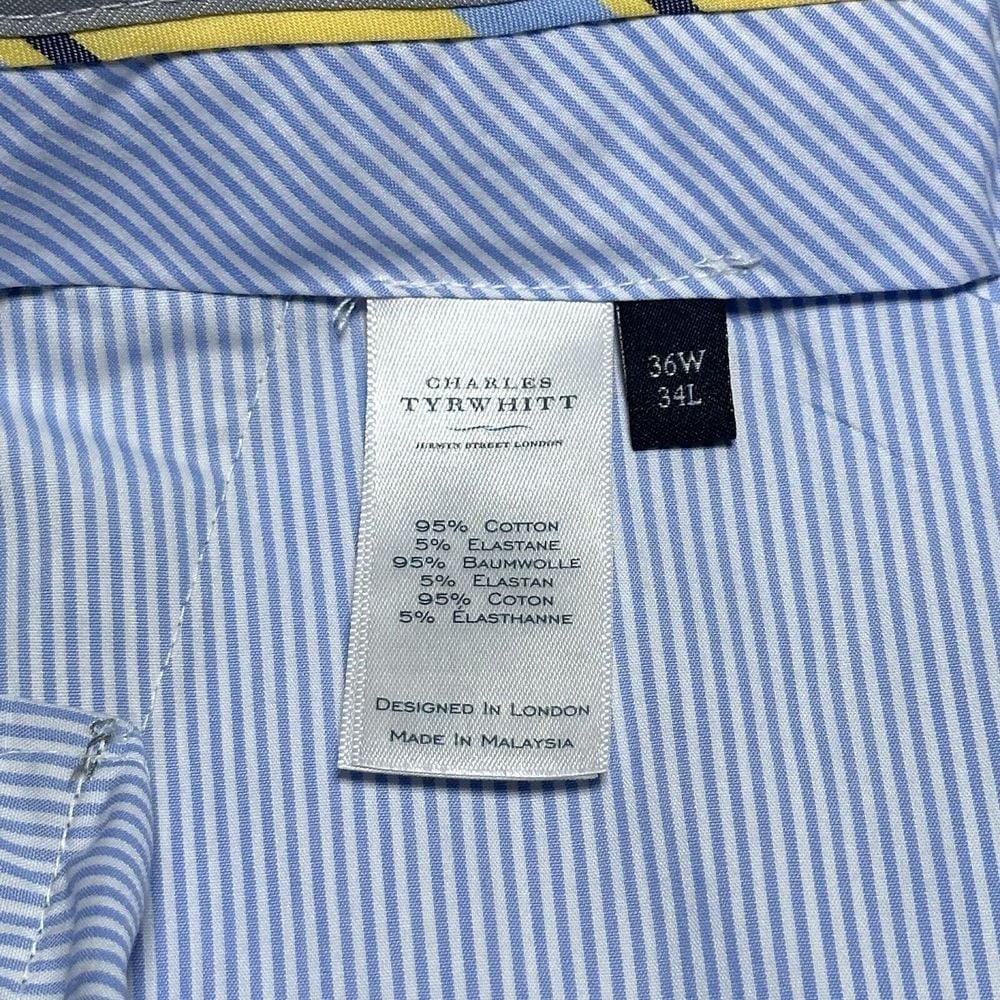 CHARLES
TYRWHITT
JERMYN STREET LONDON
36W
34L
95% COTTON
5% ELASTANE
95% BAUMWOLLE
5% ELASTAN
95% COTON
5% ÉLASTHANNE
DESIGNED IN LONDON
MADE IN MALAYSIA